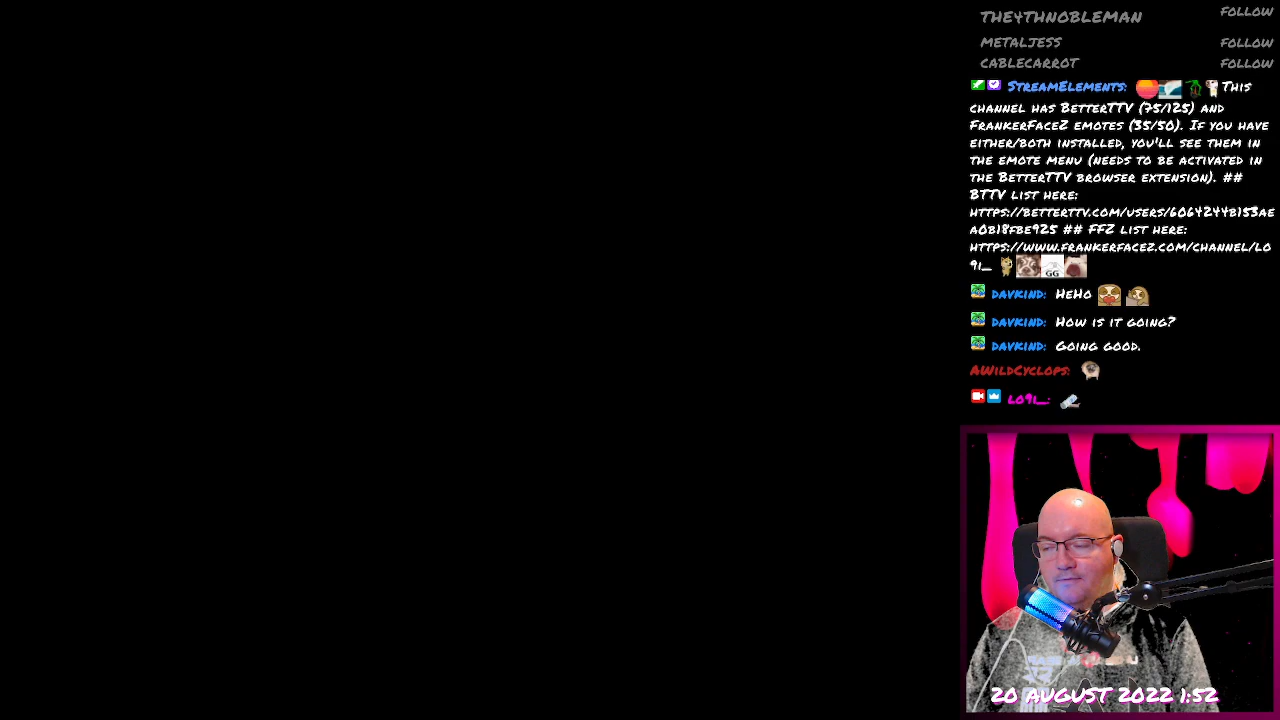 THE4THNOBLEMAN FOLLOW
METALJESS FOLLOW
CABLECARROT FOLLOW
StreamElements: This
channel has BetterTTV (75/125) and
FrankerFaceZ emotes (35/50). If you have
either/both installed, you'll see them in
the emote menu (needs to be activated in
the BetterTTV browser extension). ##
BTTV list here:
https://betterttv.com/users/6064244b153ae
a0b18fbe925 ## FFZ list here:
https://www.frankerfacez.com/channel/lo
91_ GG
davkind: HeHo
davkind: How is it going?
davkind: Going good.
AWildCyclops:
lo91_:
20 AUGUST 2022 1:52